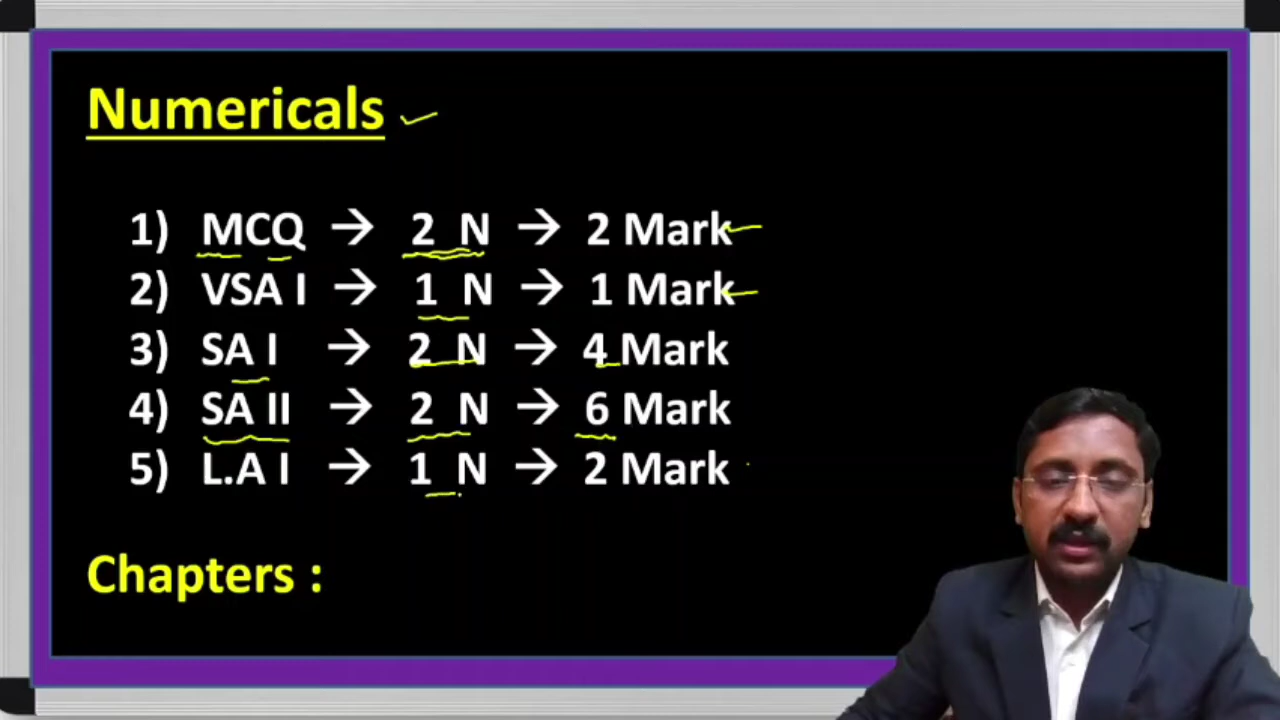 Numericals
1) MCQ → 2 N → 2 Mark
2) VSA I → 1 N → 1 Mark
3) SA I → 2 N → 4 Mark
4) SA II → 2 N → 6 Mark
5) L.A I → 1 N → 2 Mark
Chapters :